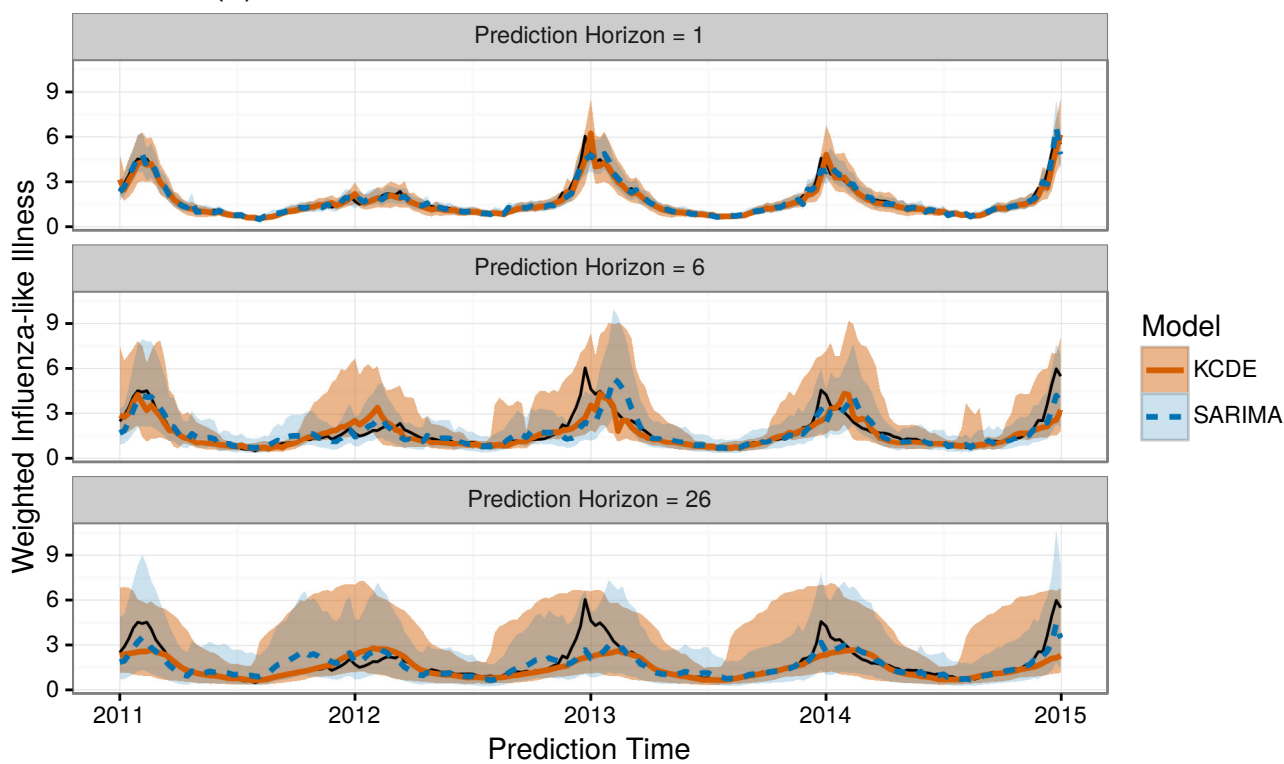 Prediction Horizon = 1
9
6
3
0
Prediction Horizon = 6
9
6
3
0
Prediction Horizon = 26
9
6
3
0
2011 2012 2013 2014 2015
Prediction Time
Weighted Influenza-like Illness
Model
KCDE
SARIMA